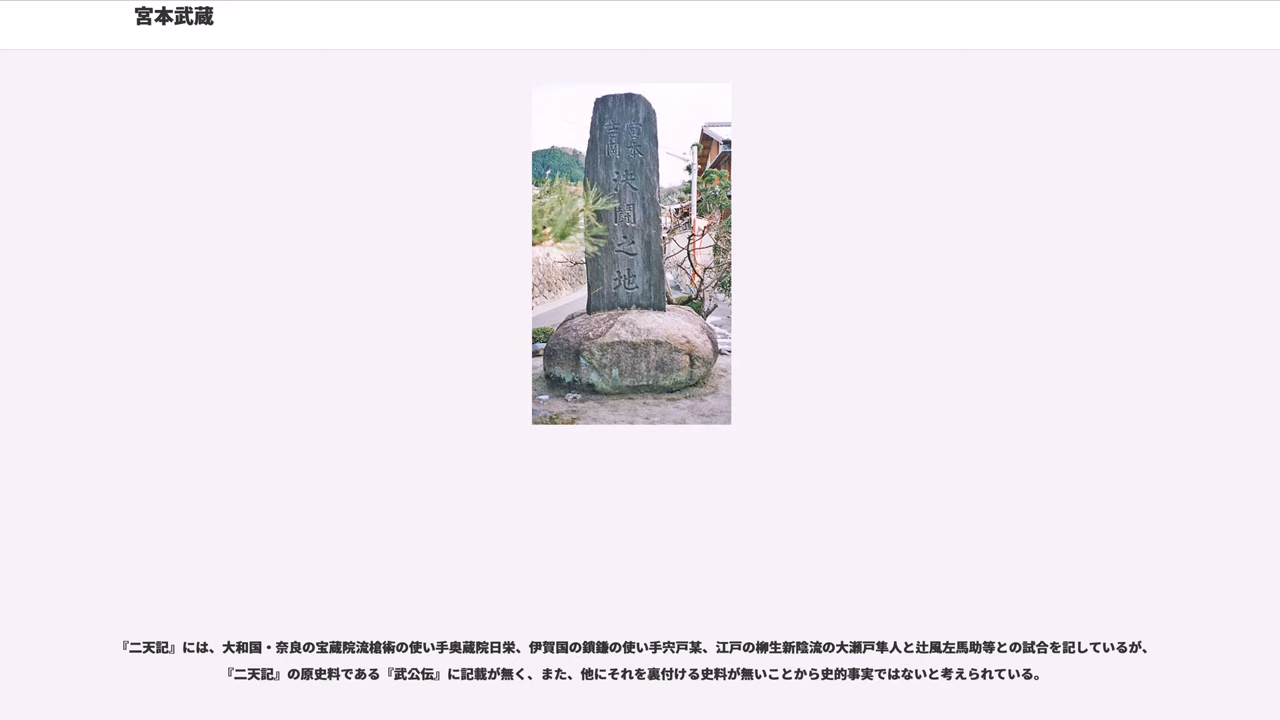 宮本武蔵
宮本
吉岡
決闘之地
『二天記』には、大和国・奈良の宝蔵院流槍術の使い手奥蔵院日栄、伊賀国の鎖鎌の使い手宍戸某、江戸の柳生新陰流の大瀬戸隼人と辻風左馬助等との試合を記しているが、
『二天記』の原史料である『武公伝』に記載が無く、また、他にそれを裏付ける史料が無いことから史的事実ではないと考えられている。